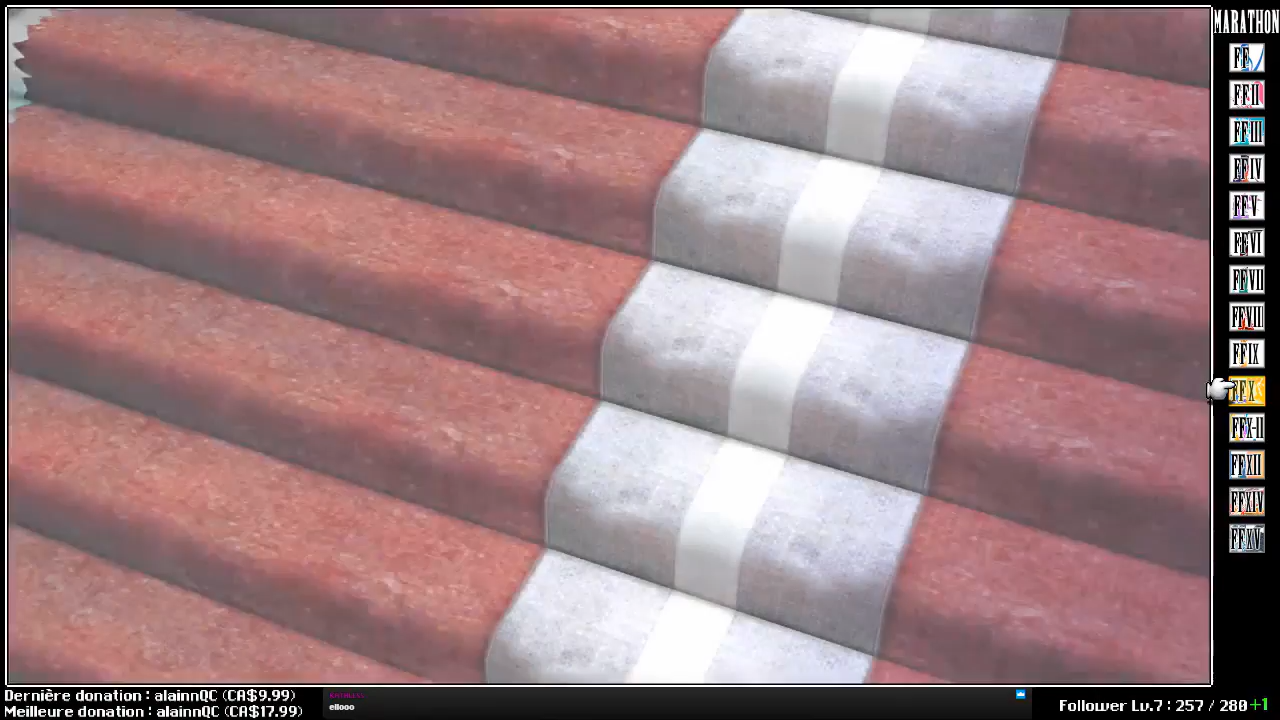 MARATHON
FF
FFII
FFIII
FFIV
FFV
FFVI
FFVII
FFVIII
FFIX
FFX
FFX-II
FFXII
FFXIV
FFXV
Dernière donation : alainnQC (CA$9.99)
Meilleure donation : alainnQC (CA$17.99)
ellooo
Follower Lv.7 : 257 / 280+1